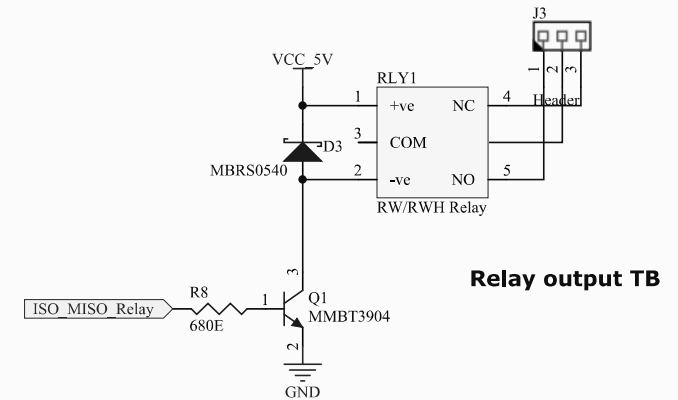 J3
VCC_5V
1
2
3
RLY1
Header
1
+ve
NC
4
3
COM
D3
MBRS0540
2
-ve
NO
5
RW/RWH Relay
Relay output TB
3
R8
1
Q1
ISO_MISO_Relay
680E
MMBT3904
2
GND